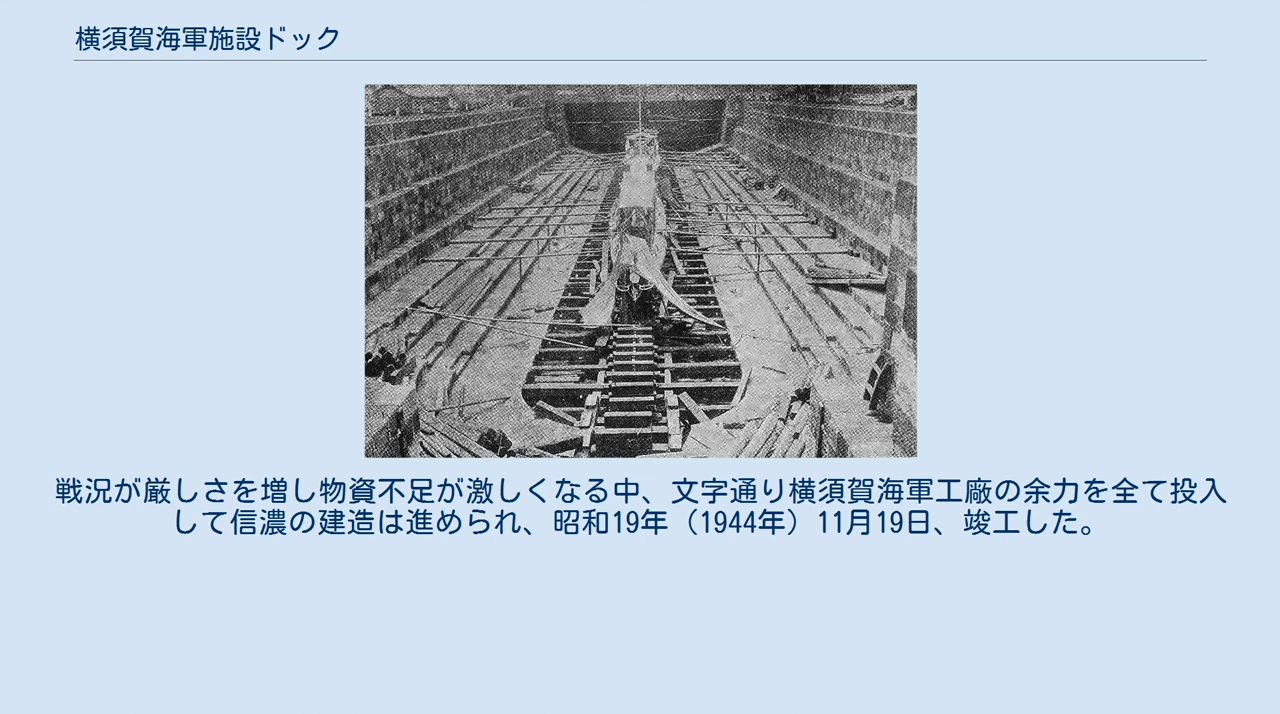 横須賀海軍施設ドック
戦況が厳しさを増し物資不足が激しくなる中、文字通り横須賀海軍工廠の余力を全て投入
して信濃の建造は進められ、昭和19年（1944年）11月19日、竣工した。